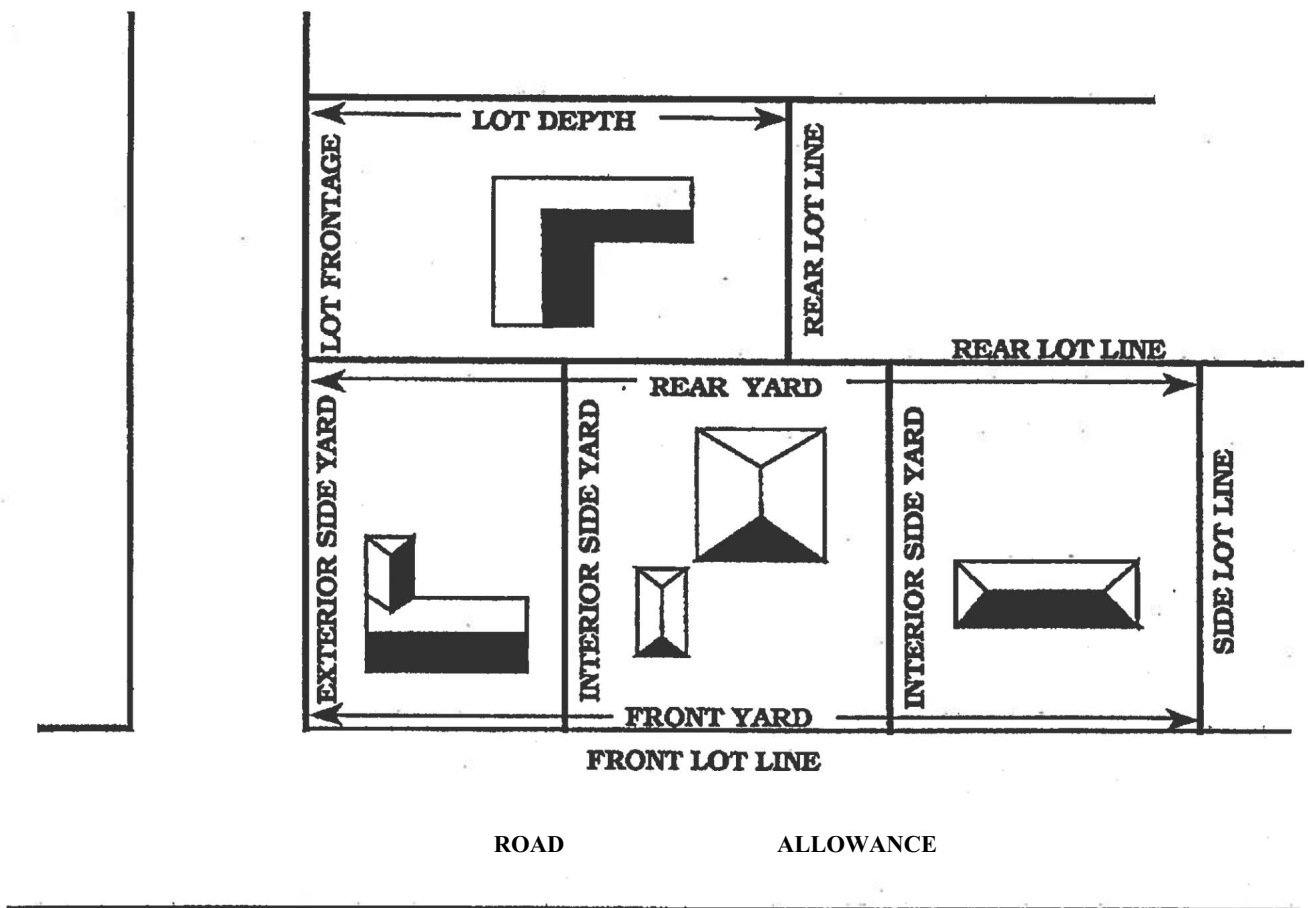 LOT DEPTH
LOT FRONTAGE
REAR LOT LINE
REAR LOT LINE
REAR YARD
EXTERIOR SIDE YARD
INTERIOR SIDE YARD
INTERIOR SIDE YARD
SIDE LOT LINE
FRONT YARD
FRONT LOT LINE
ROAD ALLOWANCE